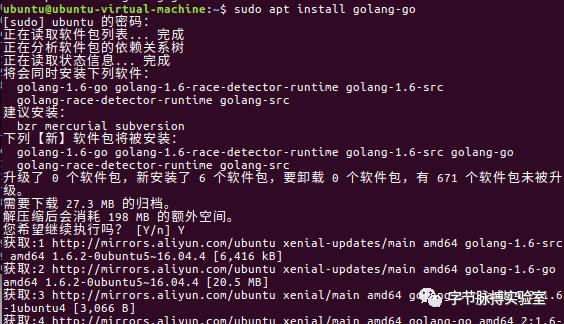 ubuntu@ubuntu-virtual-machine:~$ sudo apt install golang-go
[sudo] ubuntu 的密码：
正在读取软件包列表... 完成
正在分析软件包的依赖关系树
正在读取状态信息... 完成
将会同时安装下列软件：
  golang-1.6-go golang-1.6-race-detector-runtime golang-1.6-src
  golang-race-detector-runtime golang-src
建议安装：
  bzr mercurial subversion
下列【新】软件包将被安装：
  golang-1.6-go golang-1.6-race-detector-runtime golang-1.6-src golang-go
  golang-race-detector-runtime golang-src
升级了 0 个软件包，新安装了 6 个软件包，要卸载 0 个软件包，有 671 个软件包未被升
级。
需要下载 27.3 MB 的归档。
解压缩后会消耗 198 MB 的额外空间。
您希望继续执行吗？ [Y/n] Y
获取:1 http://mirrors.aliyun.com/ubuntu xenial-updates/main amd64 golang-1.6-src
 amd64 1.6.2-0ubuntu5~16.04.4 [6,416 kB]
获取:2 http://mirrors.aliyun.com/ubuntu xenial-updates/main amd64 golang-1.6-go
amd64 1.6.2-0ubuntu5~16.04.4 [20.5 MB]
获取:3 http://mirrors.aliyun.com/ubuntu xenial/main amd64
-1ubuntu4 [3,066 B]
获取:4 http://mirrors.aliyun.com/ubuntu xenial/main amd64 golang-go amd64 2:1.6-
字节脉搏实验室